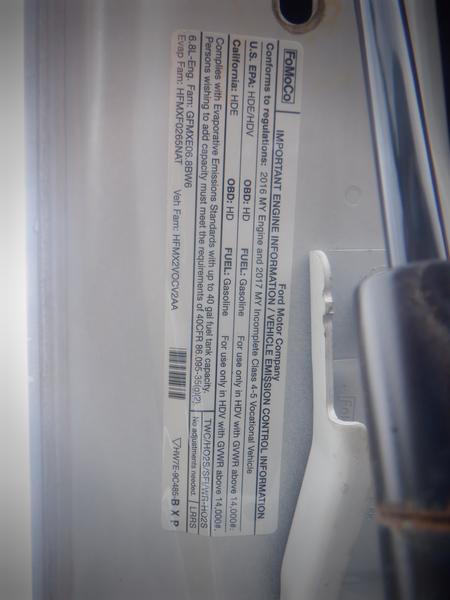 FoMoCo
Ford Motor Company
IMPORTANT ENGINE INFORMATION / VEHICLE EMISSION CONTROL INFORMATION
Conforms to regulations: 2016 MY Engine and 2017 MY Incomplete Class 4-5 Vocational Vehicle
U.S. EPA: HDE/HDV OBD: HD FUEL: Gasoline For use only in HDV with GVWR above 14,000#.
California: HDE OBD: HD FUEL: Gasoline For use only in HDV with GVWR above 14,000#.
Complies with Evaporative Emissions Standards with up to 40 gal fuel tank capacity. TWC/HO2S/SFI/WR-HO2S
Persons wishing to add capacity must meet the requirements of 40CFR 86.095-35(g)(2). No adjustments needed. LRRS
6.8L-Eng. Fam: GFMXE06.8BW6
Evap Fam: HFMXF0265NAT Veh Fam: HFMX2VOCV2AA HW7E-9C485-B X P